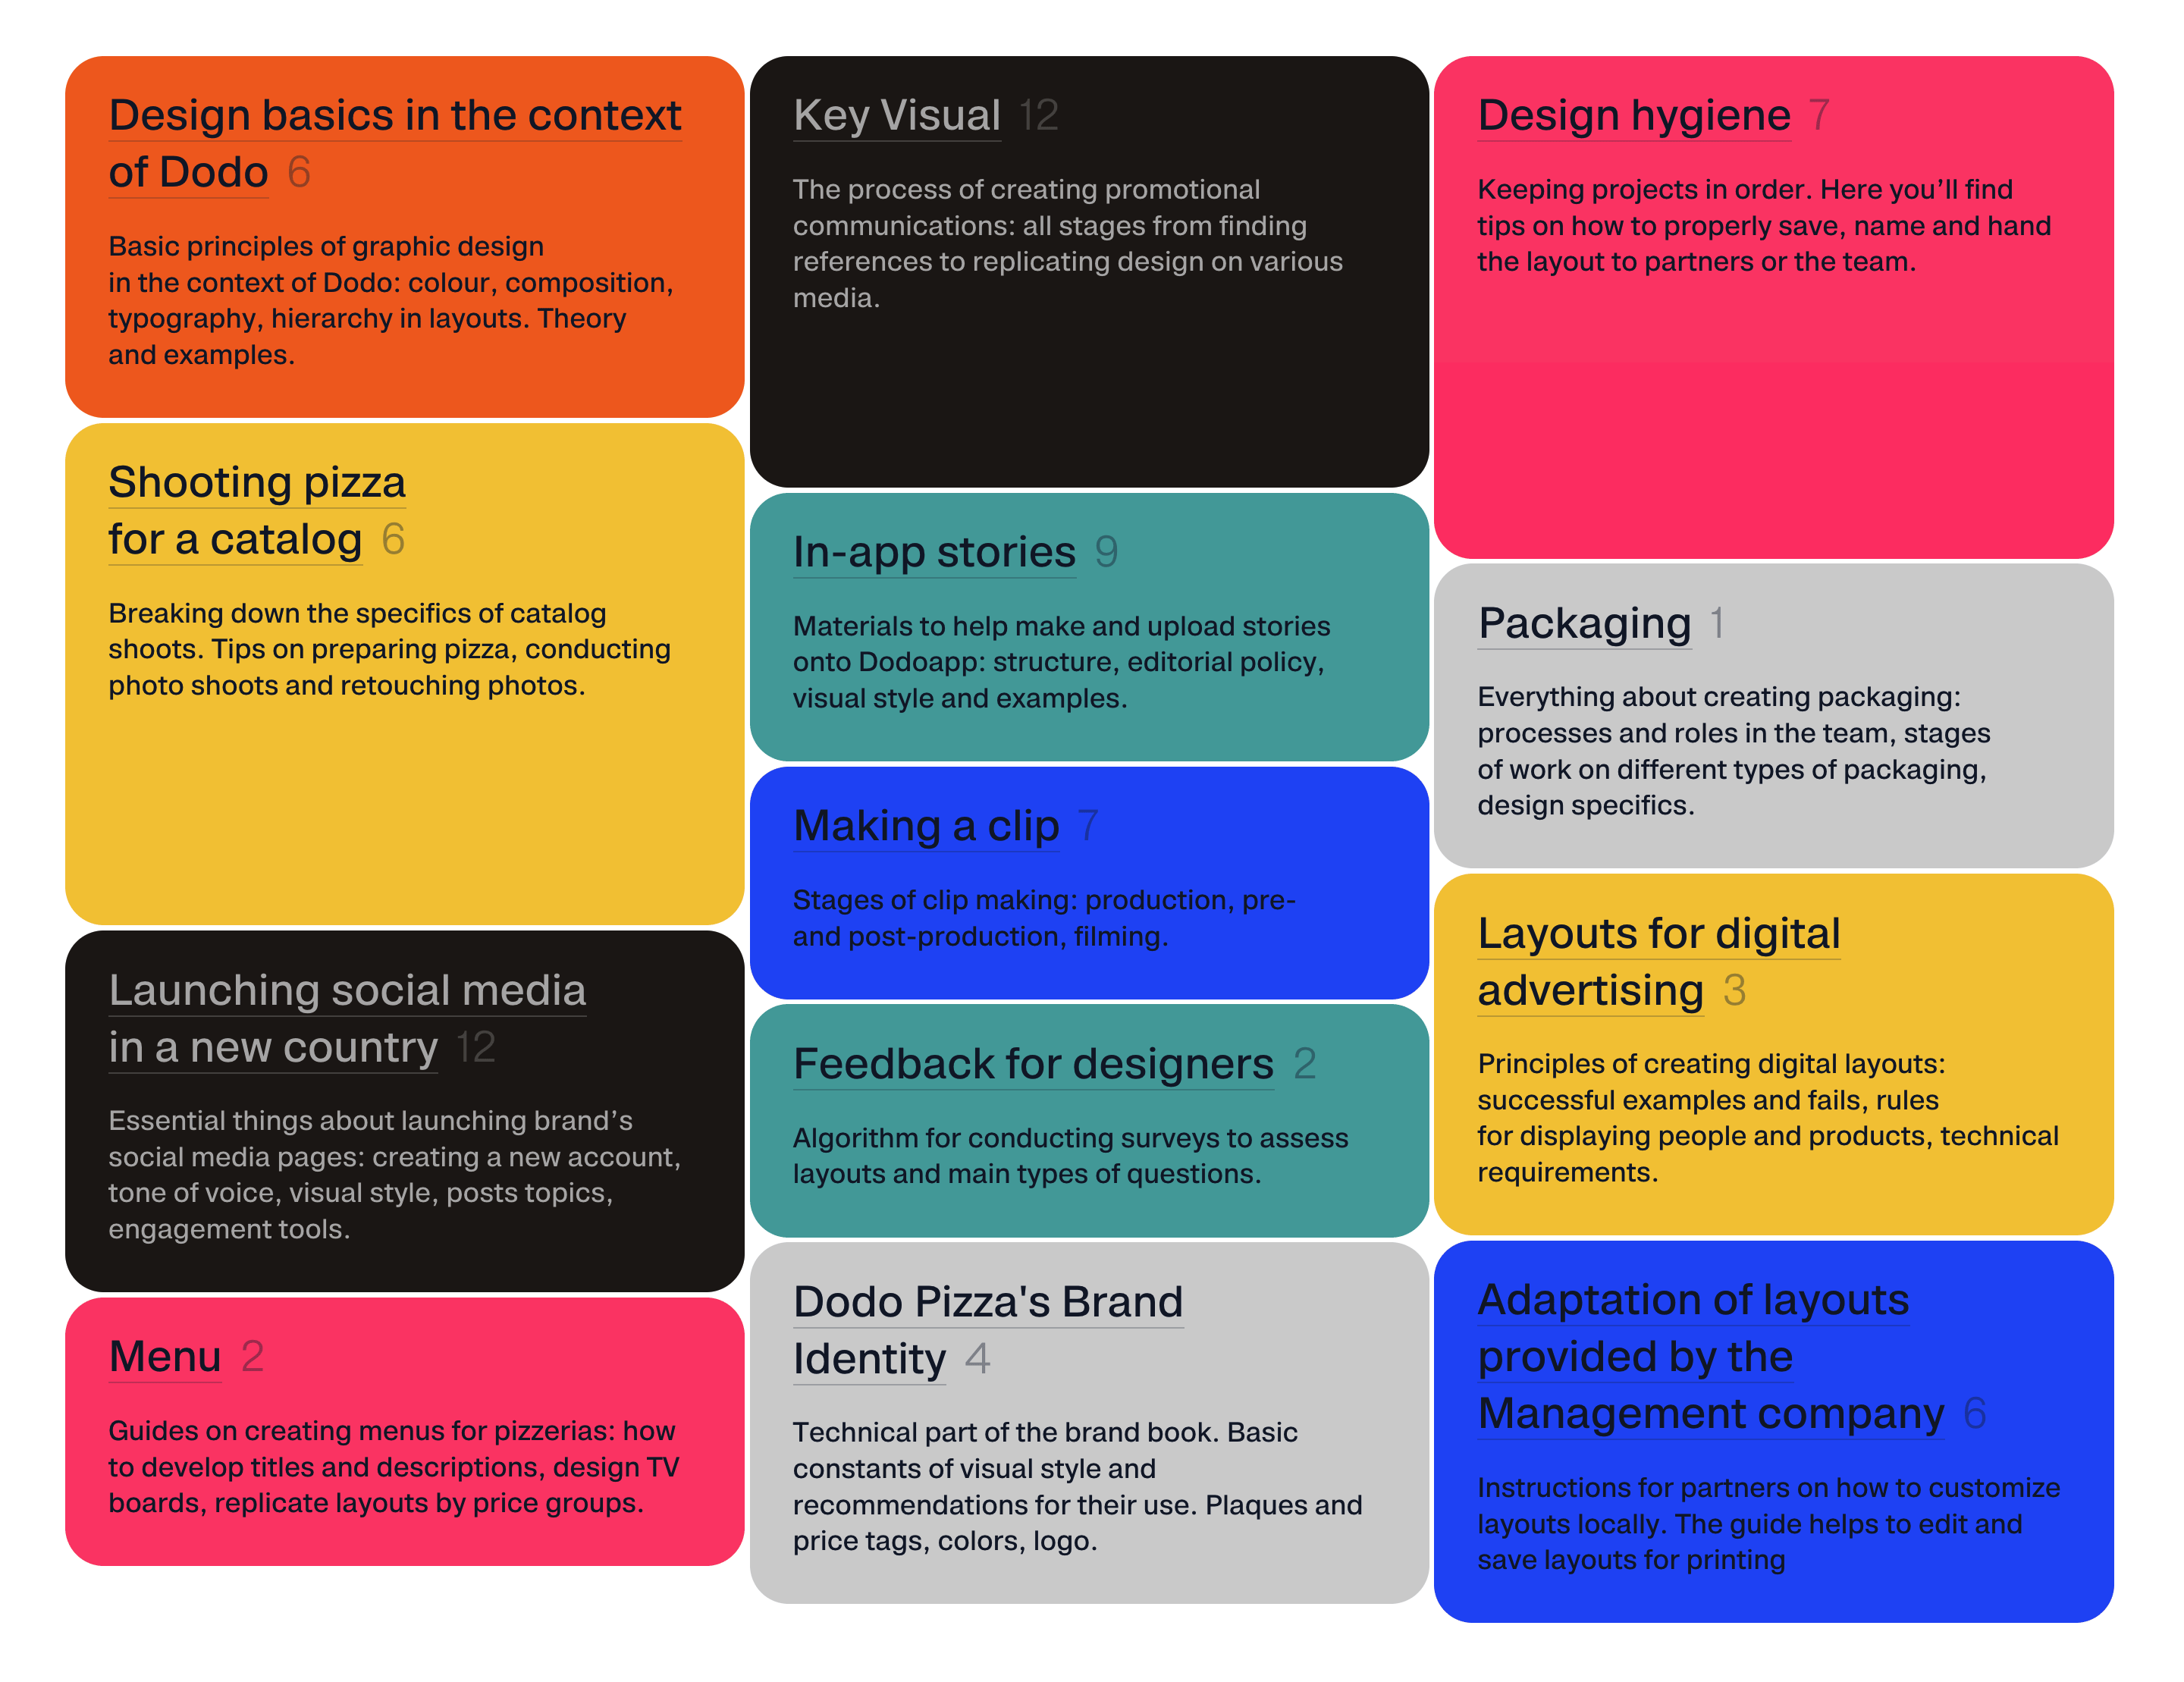 Design basics in the context
of Dodo 6
Basic principles of graphic design
in the context of Dodo: colour, composition,
typography, hierarchy in layouts. Theory
and examples.
Shooting pizza
for a catalog 6
Breaking down the specifics of catalog
shoots. Tips on preparing pizza, conducting
photo shoots and retouching photos.
Launching social media
in a new country 12
Essential things about launching brand’s
social media pages: creating a new account,
tone of voice, visual style, posts topics,
engagement tools.
Menu 2
Guides on creating menus for pizzerias: how
to develop titles and descriptions, design TV
boards, replicate layouts by price groups.
Key Visual 12
The process of creating promotional
communications: all stages from finding
references to replicating design on various
media.
In-app stories 9
Materials to help make and upload stories
onto Dodoapp: structure, editorial policy,
visual style and examples.
Making a clip 7
Stages of clip making: production, pre-
and post-production, filming.
Feedback for designers 2
Algorithm for conducting surveys to assess
layouts and main types of questions.
Dodo Pizza's Brand
Identity 4
Technical part of the brand book. Basic
constants of visual style and
recommendations for their use. Plaques and
price tags, colors, logo.
Design hygiene 7
Keeping projects in order. Here you’ll find
tips on how to properly save, name and hand
the layout to partners or the team.
Packaging 1
Everything about creating packaging:
processes and roles in the team, stages
of work on different types of packaging,
design specifics.
Layouts for digital
advertising 3
Principles of creating digital layouts:
successful examples and fails, rules
for displaying people and products, technical
requirements.
Adaptation of layouts
provided by the
Management company 6
Instructions for partners on how to customize
layouts locally. The guide helps to edit and
save layouts for printing